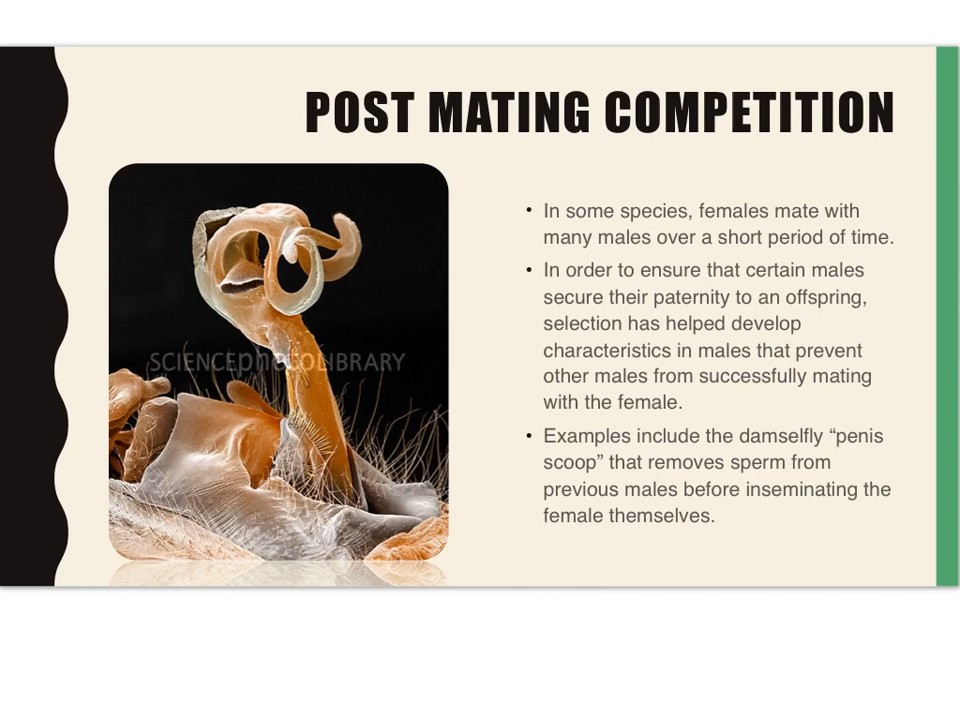 POST MATING COMPETITION
SCIENCEPHOTOLIBRARY
• In some species, females mate with
many males over a short period of time.
• In order to ensure that certain males
secure their paternity to an offspring,
selection has helped develop
characteristics in males that prevent
other males from successfully mating
with the female.
• Examples include the damselfly “penis
scoop” that removes sperm from
previous males before inseminating the
female themselves.